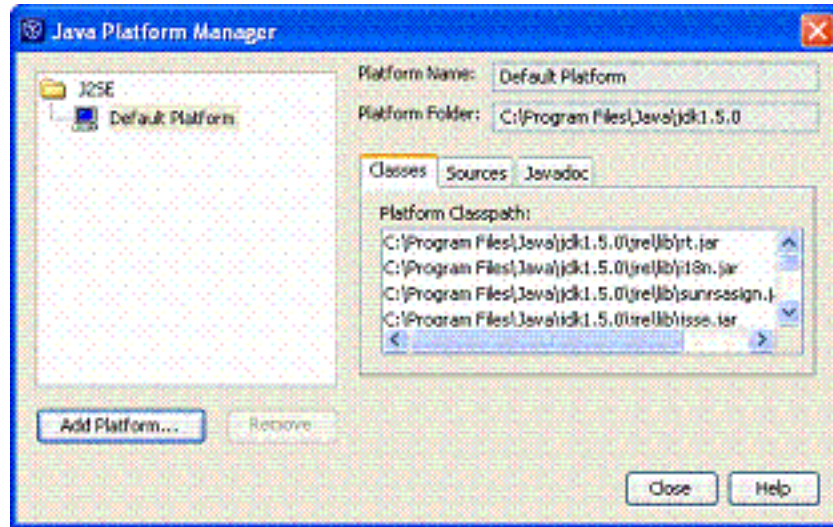 Java Platform Manager
J2SE
Default Platform
Platform Name: Default Platform
Platform Folder: C:\Program Files\Java\jdk1.5.0
Classes Sources Javadoc
Platform Classpath:
C:\Program Files\Java\jdk1.5.0\jre\lib\rt.jar
C:\Program Files\Java\jdk1.5.0\jre\lib\i18n.jar
C:\Program Files\Java\jdk1.5.0\jre\lib\sunrsasign.j
C:\Program Files\Java\jdk1.5.0\jre\lib\jsse.jar
Add Platform... Remove
Close Help